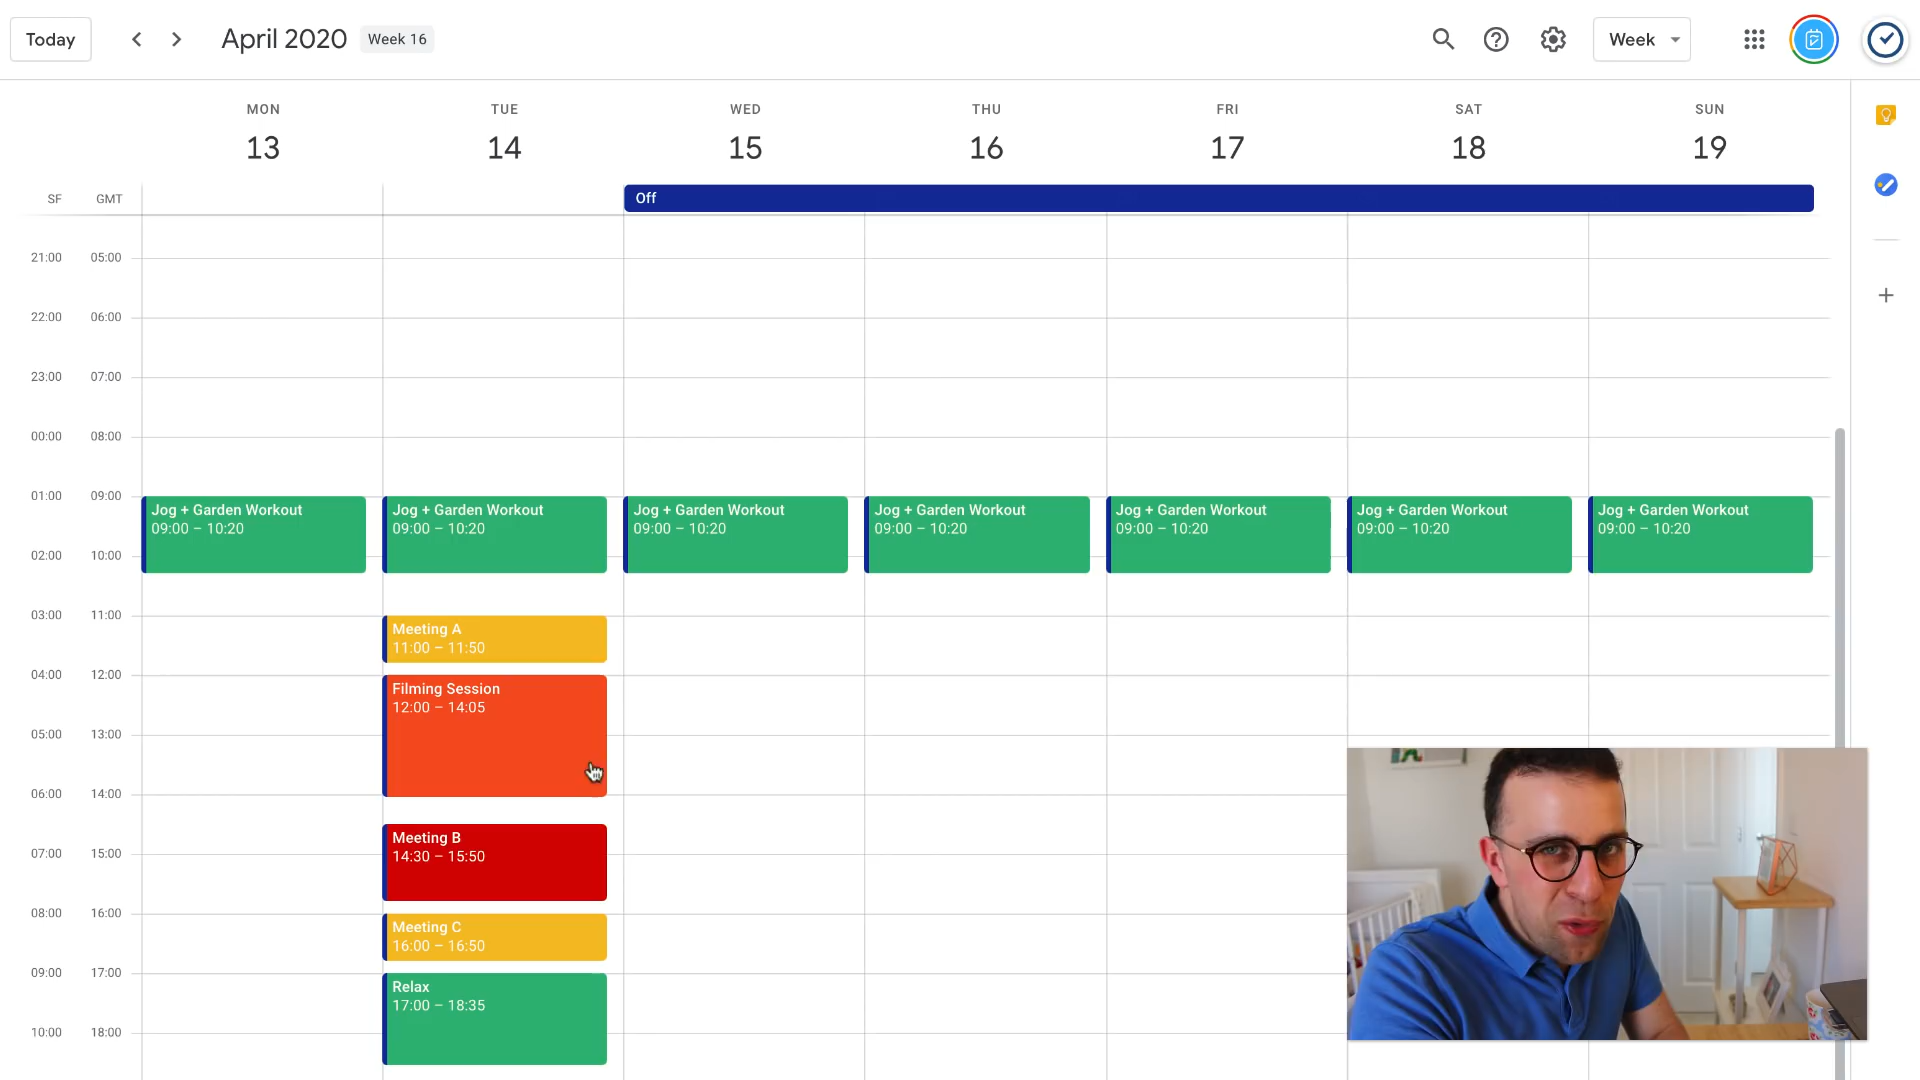 Today
April 2020
Week 16
Week
MON
TUE
WED
THU
FRI
SAT
SUN
13
14
15
16
17
18
19
SF GMT
Off
21:00 05:00
22:00 06:00
23:00 07:00
00:00 08:00
01:00 09:00
02:00 10:00
03:00 11:00
04:00 12:00
05:00 13:00
06:00 14:00
07:00 15:00
08:00 16:00
09:00 17:00
10:00 18:00
Jog + Garden Workout
09:00 – 10:20
Jog + Garden Workout
09:00 – 10:20
Jog + Garden Workout
09:00 – 10:20
Jog + Garden Workout
09:00 – 10:20
Jog + Garden Workout
09:00 – 10:20
Jog + Garden Workout
09:00 – 10:20
Jog + Garden Workout
09:00 – 10:20
Meeting A
11:00 – 11:50
Filming Session
12:00 – 14:05
Meeting B
14:30 – 15:50
Meeting C
16:00 – 16:50
Relax
17:00 – 18:35